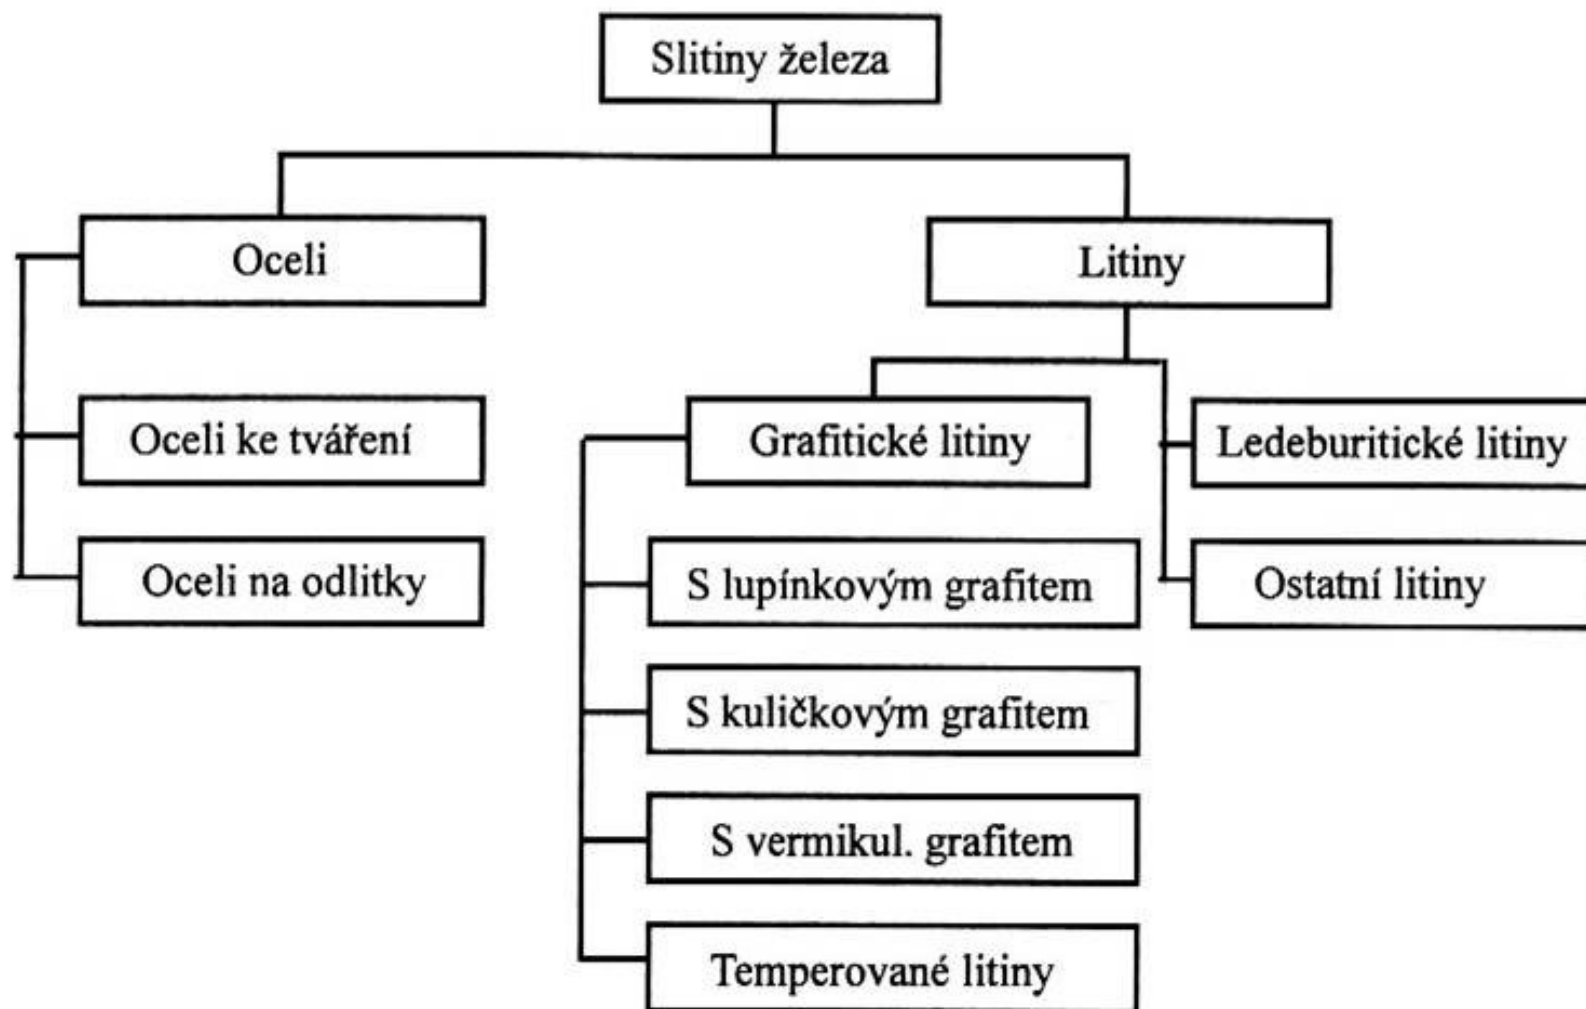 Slitiny železa
Oceli
Litiny
Oceli ke tváření
Grafitické litiny
Ledeburitické litiny
Oceli na odlitky
S lupínkovým grafitem
Ostatní litiny
S kuličkovým grafitem
S vermikul. grafitem
Temperované litiny